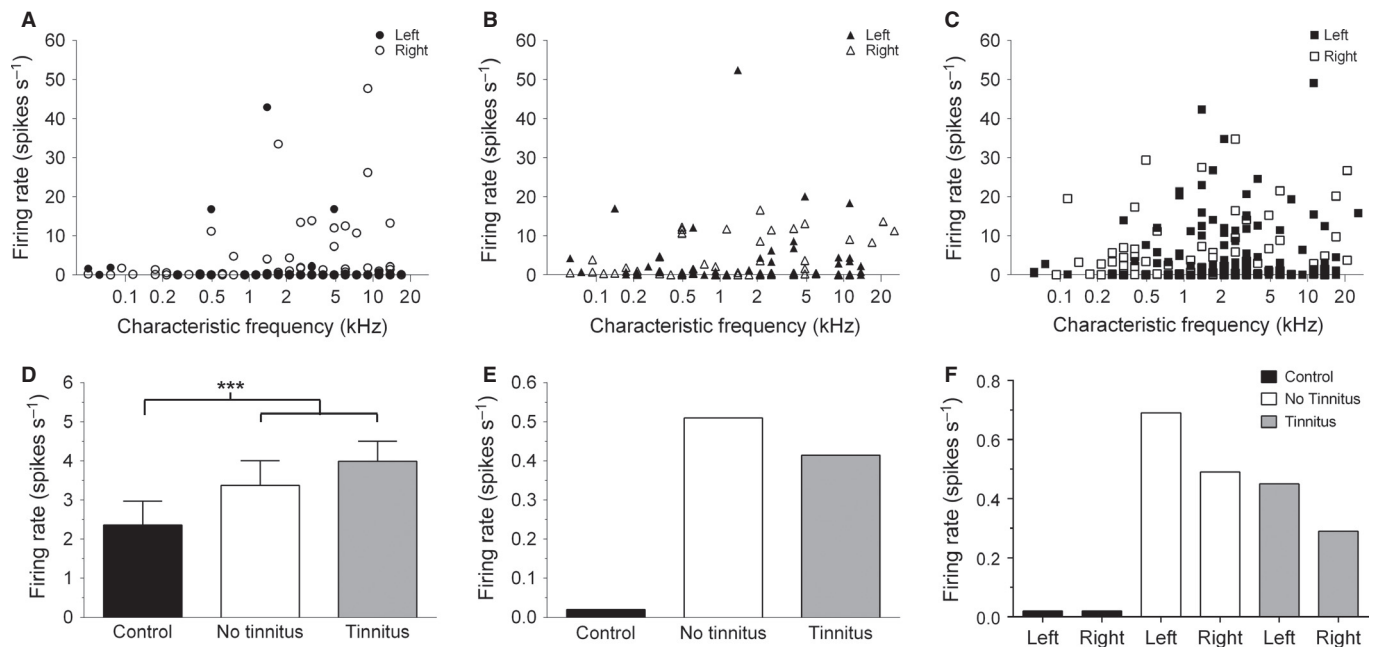 A
Left
Right
Firing rate (spikes s⁻¹)
60
50
40
30
20
10
0
0.1 0.2 0.5 1 2 5 10 20
Characteristic frequency (kHz)
B
Left
Right
Firing rate (spikes s⁻¹)
60
50
40
30
20
10
0
0.1 0.2 0.5 1 2 5 10 20
Characteristic frequency (kHz)
C
Left
Right
Firing rate (spikes s⁻¹)
60
50
40
30
20
10
0
0.1 0.2 0.5 1 2 5 10 20
Characteristic frequency (kHz)
D
***
Firing rate (spikes s⁻¹)
6
5
4
3
2
1
0
Control No tinnitus Tinnitus
E
Firing rate (spikes s⁻¹)
0.6
0.5
0.4
0.3
0.2
0.1
0.0
Control No tinnitus Tinnitus
F
Control
No Tinnitus
Tinnitus
Firing rate (spikes s⁻¹)
0.8
0.6
0.4
0.2
0.0
Left Right Left Right Left Right